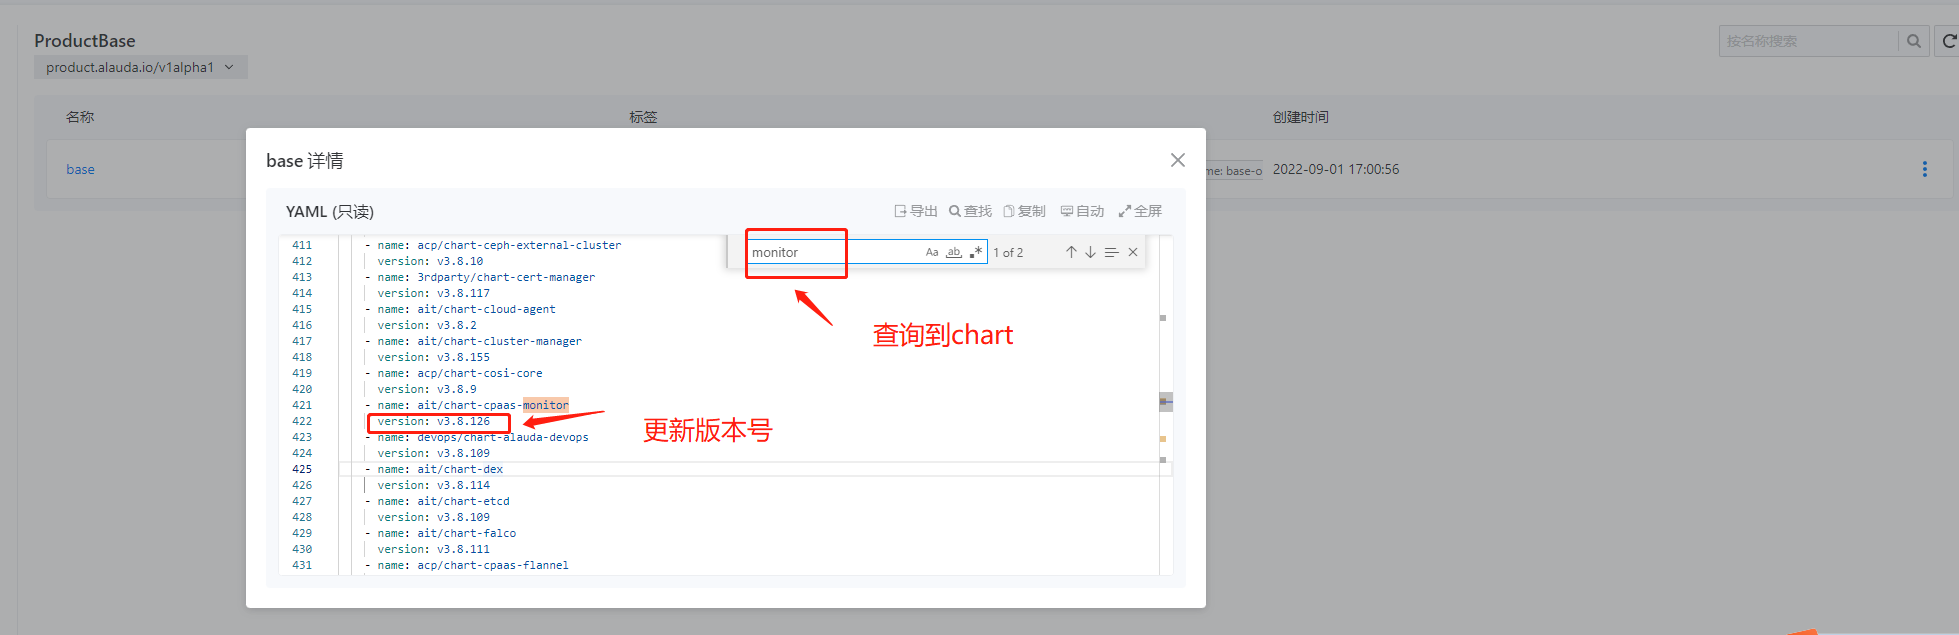 ProductBase
按名称搜索
product.alauda.io/v1alpha1
名称 标签 创建时间
base me: base-o 2022-09-01 17:00:56
base 详情
YAML (只读) 导出 查找 复制 自动 全屏
monitor Aa ab 1 of 2
411 - name: acp/chart-ceph-external-cluster
412 version: v3.8.10
413 - name: 3rdparty/chart-cert-manager
414 version: v3.8.117
415 - name: ait/chart-cloud-agent
416 version: v3.8.2
417 - name: ait/chart-cluster-manager
418 version: v3.8.155
419 - name: acp/chart-cosi-core
420 version: v3.8.9
421 - name: ait/chart-cpaas-monitor
422 version: v3.8.126
423 - name: devops/chart-alauda-devops
424 version: v3.8.109
425 - name: ait/chart-dex
426 version: v3.8.114
427 - name: ait/chart-etcd
428 version: v3.8.109
429 - name: ait/chart-falco
430 version: v3.8.111
431 - name: acp/chart-cpaas-flannel
查询到chart
更新版本号